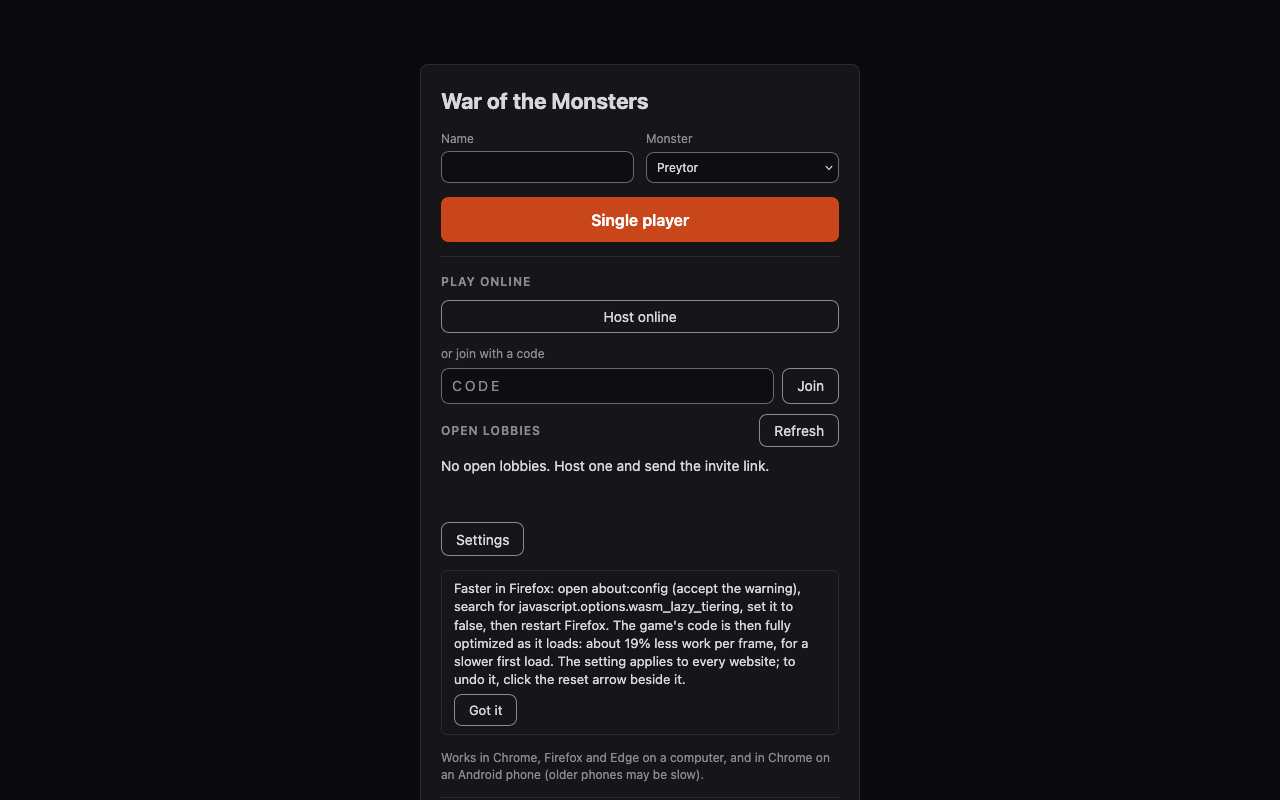 War of the Monsters
Name
Monster
Preytor
Single player
PLAY ONLINE
Host online
or join with a code
CODE
Join
OPEN LOBBIES
Refresh
No open lobbies. Host one and send the invite link.
Settings
Faster in Firefox: open about:config (accept the warning),
search for javascript.options.wasm_lazy_tiering, set it to
false, then restart Firefox. The game's code is then fully
optimized as it loads: about 19% less work per frame, for a
slower first load. The setting applies to every website; to
undo it, click the reset arrow beside it.
Got it
Works in Chrome, Firefox and Edge on a computer, and in Chrome on
an Android phone (older phones may be slow).